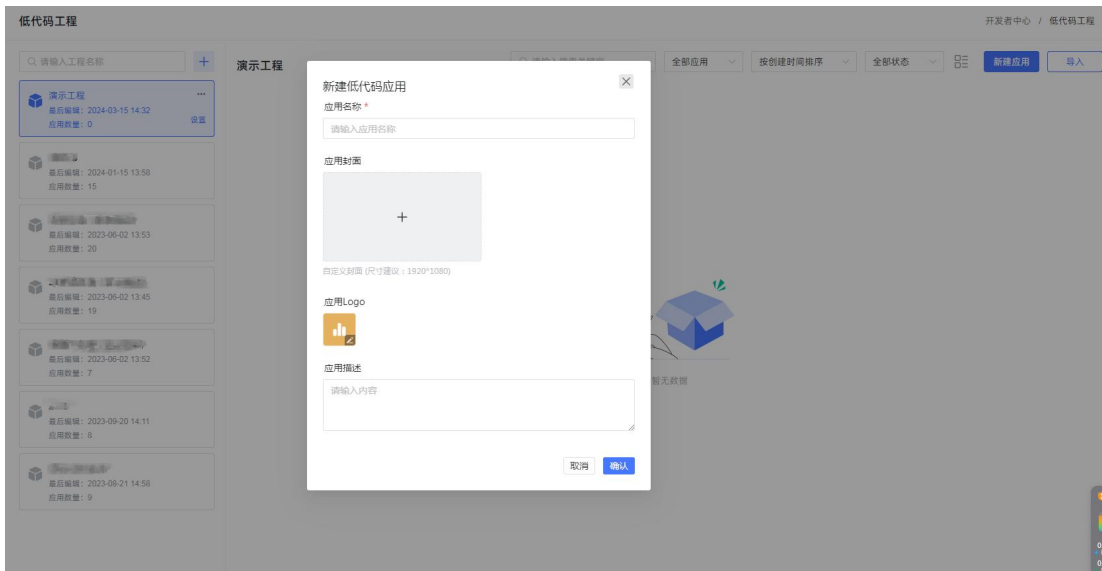 低代码工程
开发者中心 / 低代码工程
请输入工程名称
+
演示工程
最后编辑：2024-03-15 14:32
应用数量：0
设置
最后编辑：2024-01-15 13:58
应用数量：15
最后编辑：2023-06-02 13:53
应用数量：20
最后编辑：2023-06-02 13:45
应用数量：19
最后编辑：2023-06-02 13:52
应用数量：7
最后编辑：2023-09-20 14:11
应用数量：8
最后编辑：2023-08-21 14:58
应用数量：9
演示工程
全部应用
按创建时间排序
全部状态
新建应用
导入
新建低代码应用
应用名称 *
请输入应用名称
应用封面
+
自定义封面 (尺寸建议：1920*1080)
应用Logo
应用描述
请输入内容
取消
确认
暂无数据